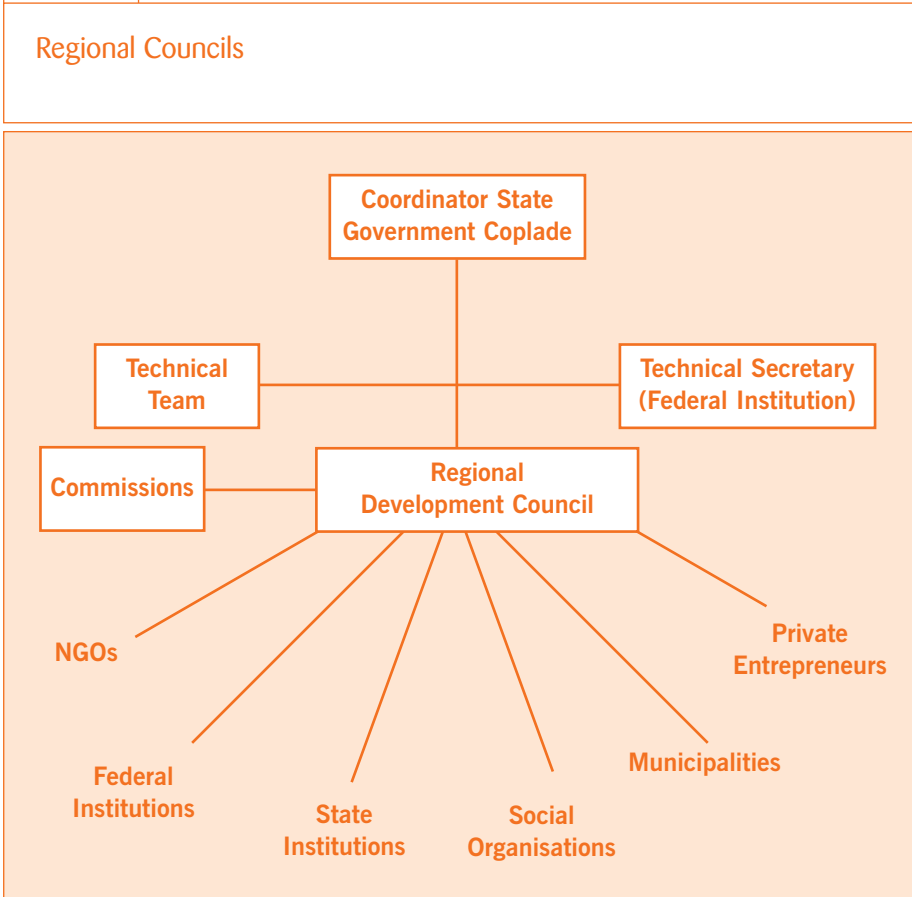 Regional Councils
Coordinator State
Government Coplade
Technical
Team
Technical Secretary
(Federal Institution)
Commissions
Regional
Development Council
NGOs
Private
Entrepreneurs
Federal
Institutions
State
Institutions
Social
Organisations
Municipalities